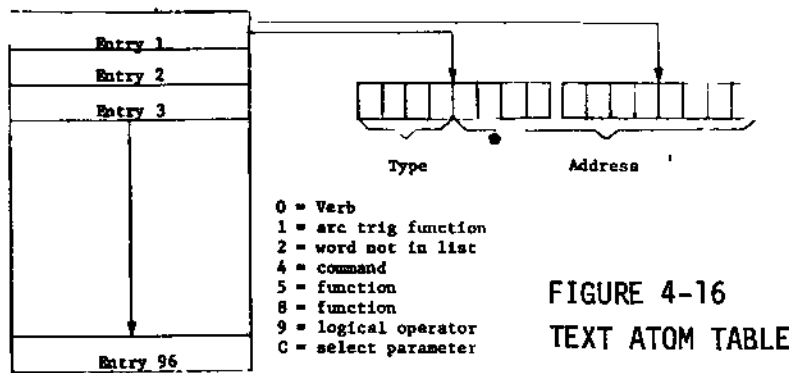 Entry 1
Entry 2
Entry 3
Entry 96
Type
Address
0 = Verb
1 = arc trig function
2 = word not in list
4 = command
5 = function
8 = function
9 = logical operator
C = select parameter
FIGURE 4-16
TEXT ATOM TABLE